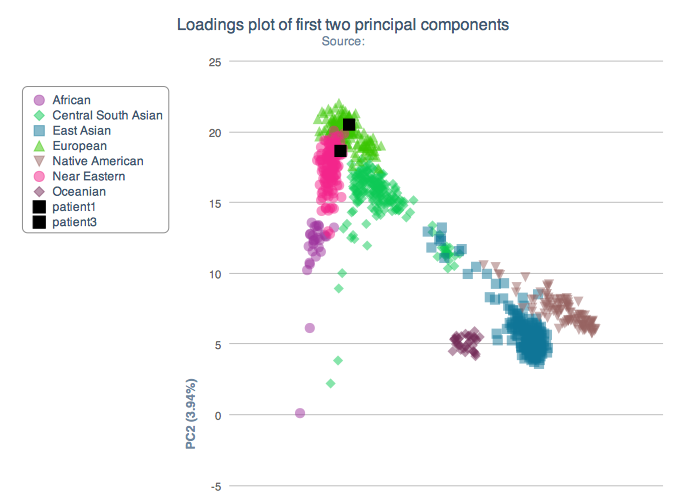 Loadings plot of first two principal components
Source:
African
Central South Asian
East Asian
European
Native American
Near Eastern
Oceanian
patient1
patient3
25
20
15
10
5
0
-5
PC2 (3.94%)